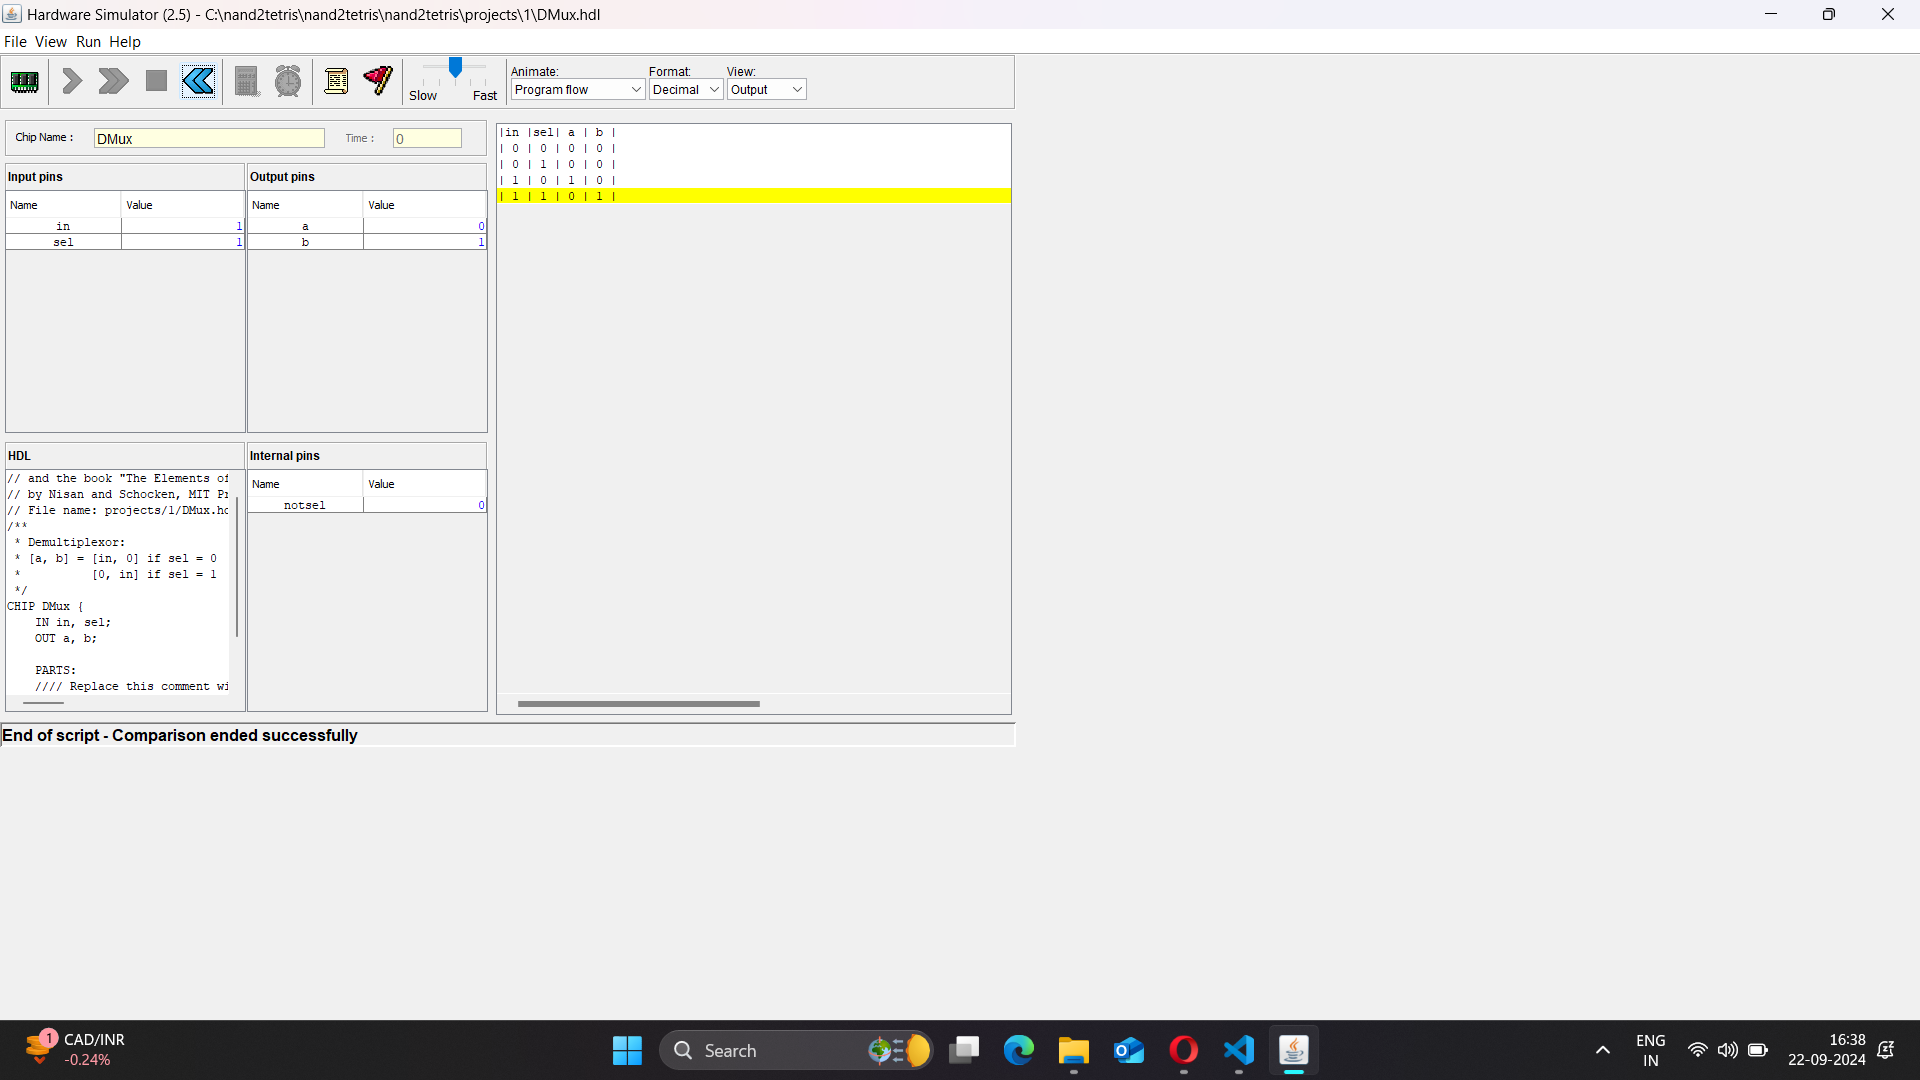 Hardware Simulator (2.5) - C:\nand2tetris\nand2tetris\nand2tetris\projects\1\DMux.hdl
File View Run Help
Slow Fast
Animate:
Program flow
Format:
Decimal
View:
Output
Chip Name :
DMux
Time :
0
Input pins
Name Value
in 1
sel 1
Output pins
Name Value
a 0
b 1
HDL
// and the book "The Elements of
// by Nisan and Schocken, MIT Pr
// File name: projects/1/DMux.hd
/**
* Demultiplexor:
* [a, b] = [in, 0] if sel = 0
* [0, in] if sel = 1
*/
CHIP DMux {
IN in, sel;
OUT a, b;
PARTS:
//// Replace this comment wi
Internal pins
Name Value
notsel 0
|in |sel| a | b |
| 0 | 0 | 0 | 0 |
| 0 | 1 | 0 | 0 |
| 1 | 0 | 1 | 0 |
| 1 | 1 | 0 | 1 |
End of script - Comparison ended successfully
1
CAD/INR
-0.24%
Search
ENG
IN
16:38
22-09-2024